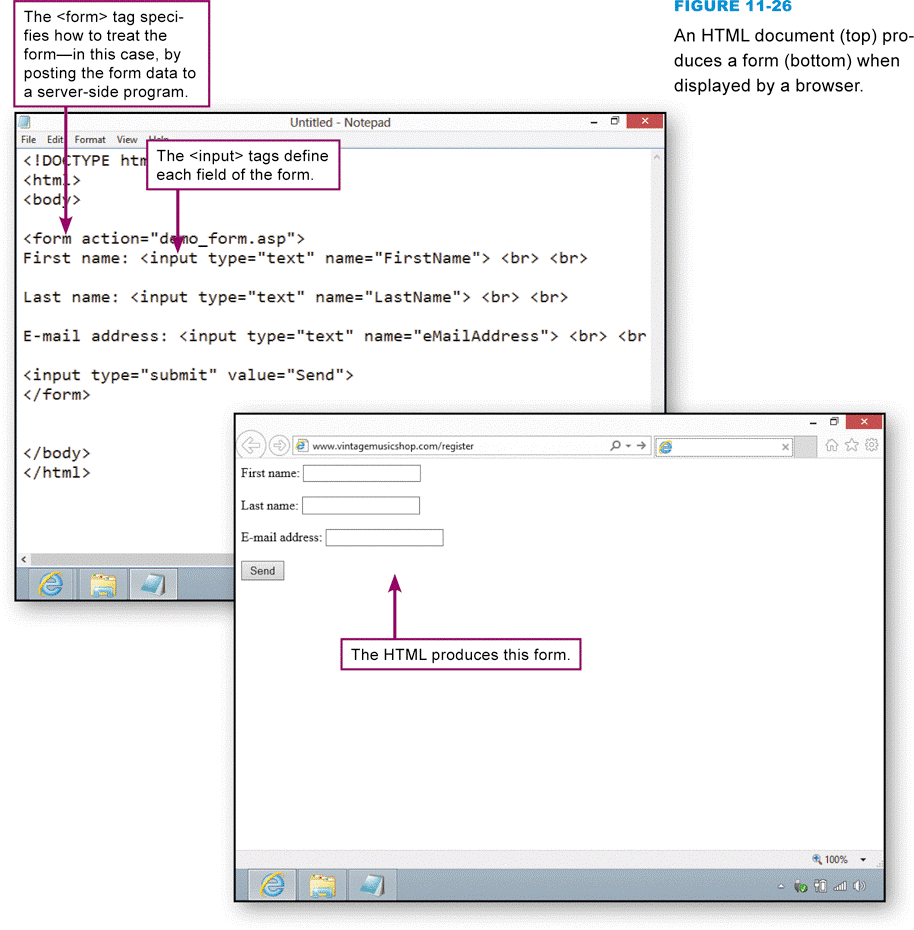 The <form> tag speci-
fies how to treat the
form—in this case, by
posting the form data to
a server-side program.
FIGURE 11-26
An HTML document (top) pro-
duces a form (bottom) when
displayed by a browser.
Untitled - Notepad
File Edit Format View Help
The <input> tags define
each field of the form.
<!DOCTYPE htm
<html>
<body>
<form action="demo_form.asp">
First name: <input type="text" name="FirstName"> <br> <br>
Last name: <input type="text" name="LastName"> <br> <br>
E-mail address: <input type="text" name="eMailAddress"> <br> <br
<input type="submit" value="Send">
</form>
</body>
</html>
www.vintagemusicshop.com/register
First name:
Last name:
E-mail address:
Send
The HTML produces this form.
100%